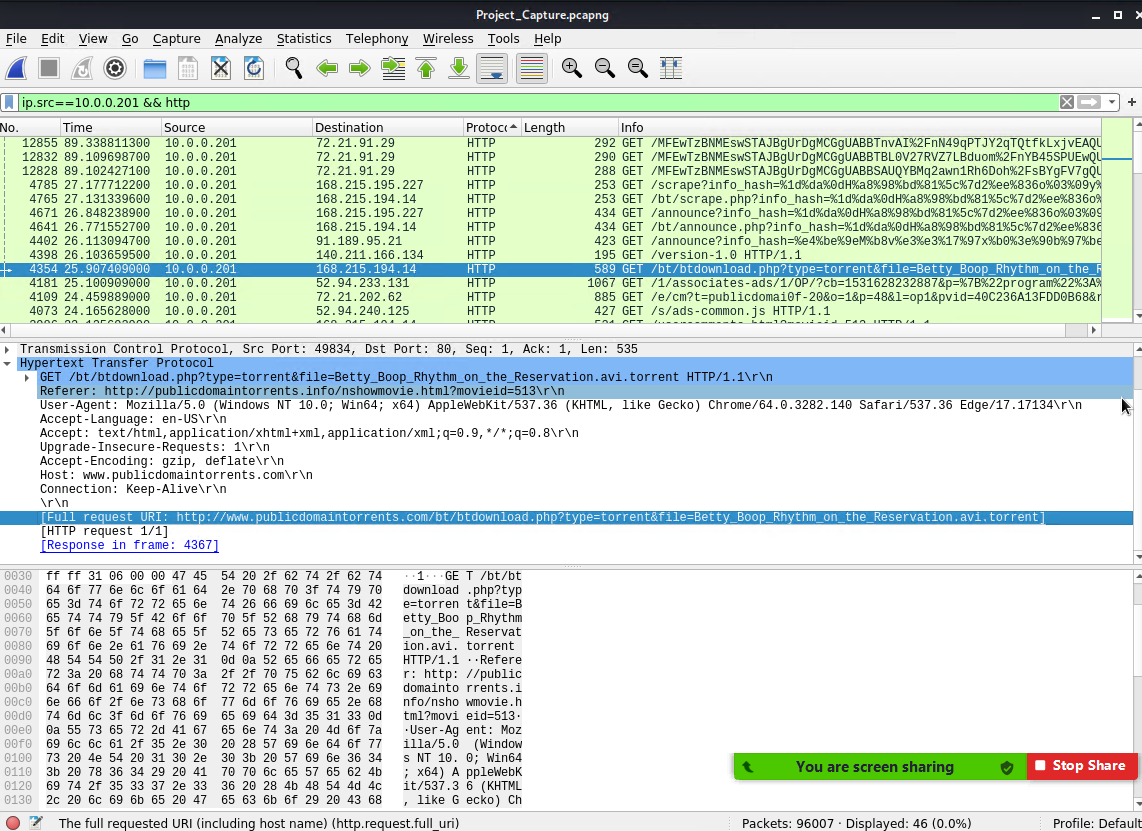 Project_Capture.pcapng
File Edit View Go Capture Analyze Statistics Telephony Wireless Tools Help
ip.src==10.0.0.201 && http
No. Time Source Destination Protoc Length Info
12855 89.338811300 10.0.0.201 72.21.91.29 HTTP 292 GET /MFEwTzBNMEswSTAJBgUrDgMCGgUABBTnvAI%2FnN49qPTJY2qTQtfkLxjvEAQU
12832 89.109698700 10.0.0.201 72.21.91.29 HTTP 290 GET /MFEwTzBNMEswSTAJBgUrDgMCGgUABBTBL0V27RVZ7LBduom%2FnYB45SPUEwQU
12828 89.102427100 10.0.0.201 72.21.91.29 HTTP 288 GET /MFEwTzBNMEswSTAJBgUrDgMCGgUABBSAUQYBMq2awn1Rh6Doh%2FsBYgFV7gQU
4785 27.177712200 10.0.0.201 168.215.195.227 HTTP 253 GET /scrape?info_hash=%1d%da%0dH%a8%98%bd%81%5c%7d2%ee%836o%03%09y%
4765 27.131339600 10.0.0.201 168.215.194.14 HTTP 253 GET /bt/scrape.php?info_hash=%1d%da%0dH%a8%98%bd%81%5c%7d2%ee%836o%
4671 26.848238900 10.0.0.201 168.215.195.227 HTTP 434 GET /announce?info_hash=%1d%da%0dH%a8%98%bd%81%5c%7d2%ee%836o%03%09
4641 26.771552700 10.0.0.201 168.215.194.14 HTTP 434 GET /bt/announce.php?info_hash=%1d%da%0dH%a8%98%bd%81%5c%7d2%ee%836
4402 26.113094700 10.0.0.201 91.189.95.21 HTTP 423 GET /announce?info_hash=%e4%be%9eM%b8v%e3%e3%17%97x%b0%3e%90b%97%be
4398 26.103659500 10.0.0.201 140.211.166.134 HTTP 195 GET /version-1.0 HTTP/1.1
4354 25.907409000 10.0.0.201 168.215.194.14 HTTP 589 GET /bt/btdownload.php?type=torrent&file=Betty_Boop_Rhythm_on_the_R
4181 25.100909000 10.0.0.201 52.94.233.131 HTTP 1067 GET /1/associates-ads/1/OP/?cb=1531628232887&p=%7B%22program%22%3A%
4109 24.459889000 10.0.0.201 72.21.202.62 HTTP 885 GET /e/cm?t=publicdomai0f-20&o=1&p=48&l=op1&pvid=40C236A13FDD0B68&r
4073 24.165628000 10.0.0.201 52.94.240.125 HTTP 427 GET /s/ads-common.js HTTP/1.1
Transmission Control Protocol, Src Port: 49834, Dst Port: 80, Seq: 1, Ack: 1, Len: 535
Hypertext Transfer Protocol
GET /bt/btdownload.php?type=torrent&file=Betty_Boop_Rhythm_on_the_Reservation.avi.torrent HTTP/1.1\r\n
Referer: http://publicdomaintorrents.info/nshowmovie.html?movieid=513\r\n
User-Agent: Mozilla/5.0 (Windows NT 10.0; Win64; x64) AppleWebKit/537.36 (KHTML, like Gecko) Chrome/64.0.3282.140 Safari/537.36 Edge/17.17134\r\n
Accept-Language: en-US\r\n
Accept: text/html,application/xhtml+xml,application/xml;q=0.9,*/*;q=0.8\r\n
Upgrade-Insecure-Requests: 1\r\n
Accept-Encoding: gzip, deflate\r\n
Host: www.publicdomaintorrents.com\r\n
Connection: Keep-Alive\r\n
\r\n
[Full request URI: http://www.publicdomaintorrents.com/bt/btdownload.php?type=torrent&file=Betty_Boop_Rhythm_on_the_Reservation.avi.torrent]
[HTTP request 1/1]
[Response in frame: 4367]
0030 ff ff 31 06 00 00 47 45 54 20 2f 62 74 2f 62 74 ··1···GE T /bt/bt
0040 64 6f 77 6e 6c 6f 61 64 2e 70 68 70 3f 74 79 70 download .php?typ
0050 65 3d 74 6f 72 72 65 6e 74 26 66 69 6c 65 3d 42 e=torren t&file=B
0060 65 74 74 79 5f 42 6f 6f 70 5f 52 68 79 74 68 6d etty_Boo p_Rhythm
0070 5f 6f 6e 5f 74 68 65 5f 52 65 73 65 72 76 61 74 _on_the_ Reservat
0080 69 6f 6e 2e 61 76 69 2e 74 6f 72 72 65 6e 74 20 ion.avi. torrent
0090 48 54 54 50 2f 31 2e 31 0d 0a 52 65 66 65 72 65 HTTP/1.1 ··Refere
00a0 72 3a 20 68 74 74 70 3a 2f 2f 70 75 62 6c 69 63 r: http: //public
00b0 64 6f 6d 61 69 6e 74 6f 72 72 65 6e 74 73 2e 69 domainto rrents.i
00c0 6e 66 6f 2f 6e 73 68 6f 77 6d 6f 76 69 65 2e 68 nfo/nsho wmovie.h
00d0 74 6d 6c 3f 6d 6f 76 69 65 69 64 3d 35 31 33 0d tml?movi eid=513·
00e0 0a 55 73 65 72 2d 41 67 65 6e 74 3a 20 4d 6f 7a ·User-Ag ent: Moz
00f0 69 6c 6c 61 2f 35 2e 30 20 28 57 69 6e 64 6f 77 illa/5.0 (Window
0100 73 20 4e 54 20 31 30 2e 30 3b 20 57 69 6e 36 34 s NT 10. 0; Win64
0110 3b 20 78 36 34 29 20 41 70 70 6c 65 57 65 62 4b ; x64) A ppleWebK
0120 69 74 2f 35 33 37 2e 33 36 20 28 4b 48 54 4d 4c it/537.3 6 (KHTML
0130 2c 20 6c 69 6b 65 20 47 65 63 6b 6f 29 20 43 68 , like G ecko) Ch
You are screen sharing Stop Share
The full requested URI (including host name) (http.request.full_uri) Packets: 96007 · Displayed: 46 (0.0%) Profile: Default